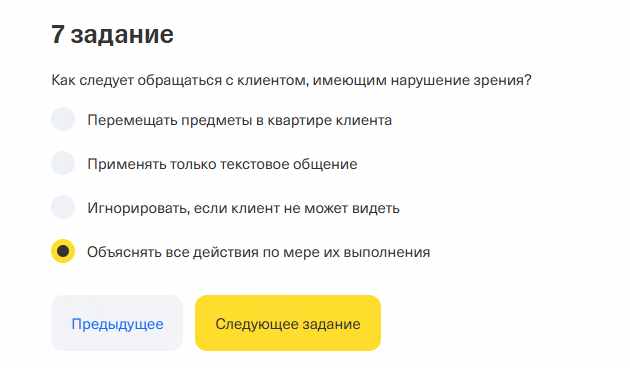 7 задание
Как следует обращаться с клиентом, имеющим нарушение зрения?
Перемещать предметы в квартире клиента
Применять только текстовое общение
Игнорировать, если клиент не может видеть
Объяснять все действия по мере их выполнения
Предыдущее
Следующее задание